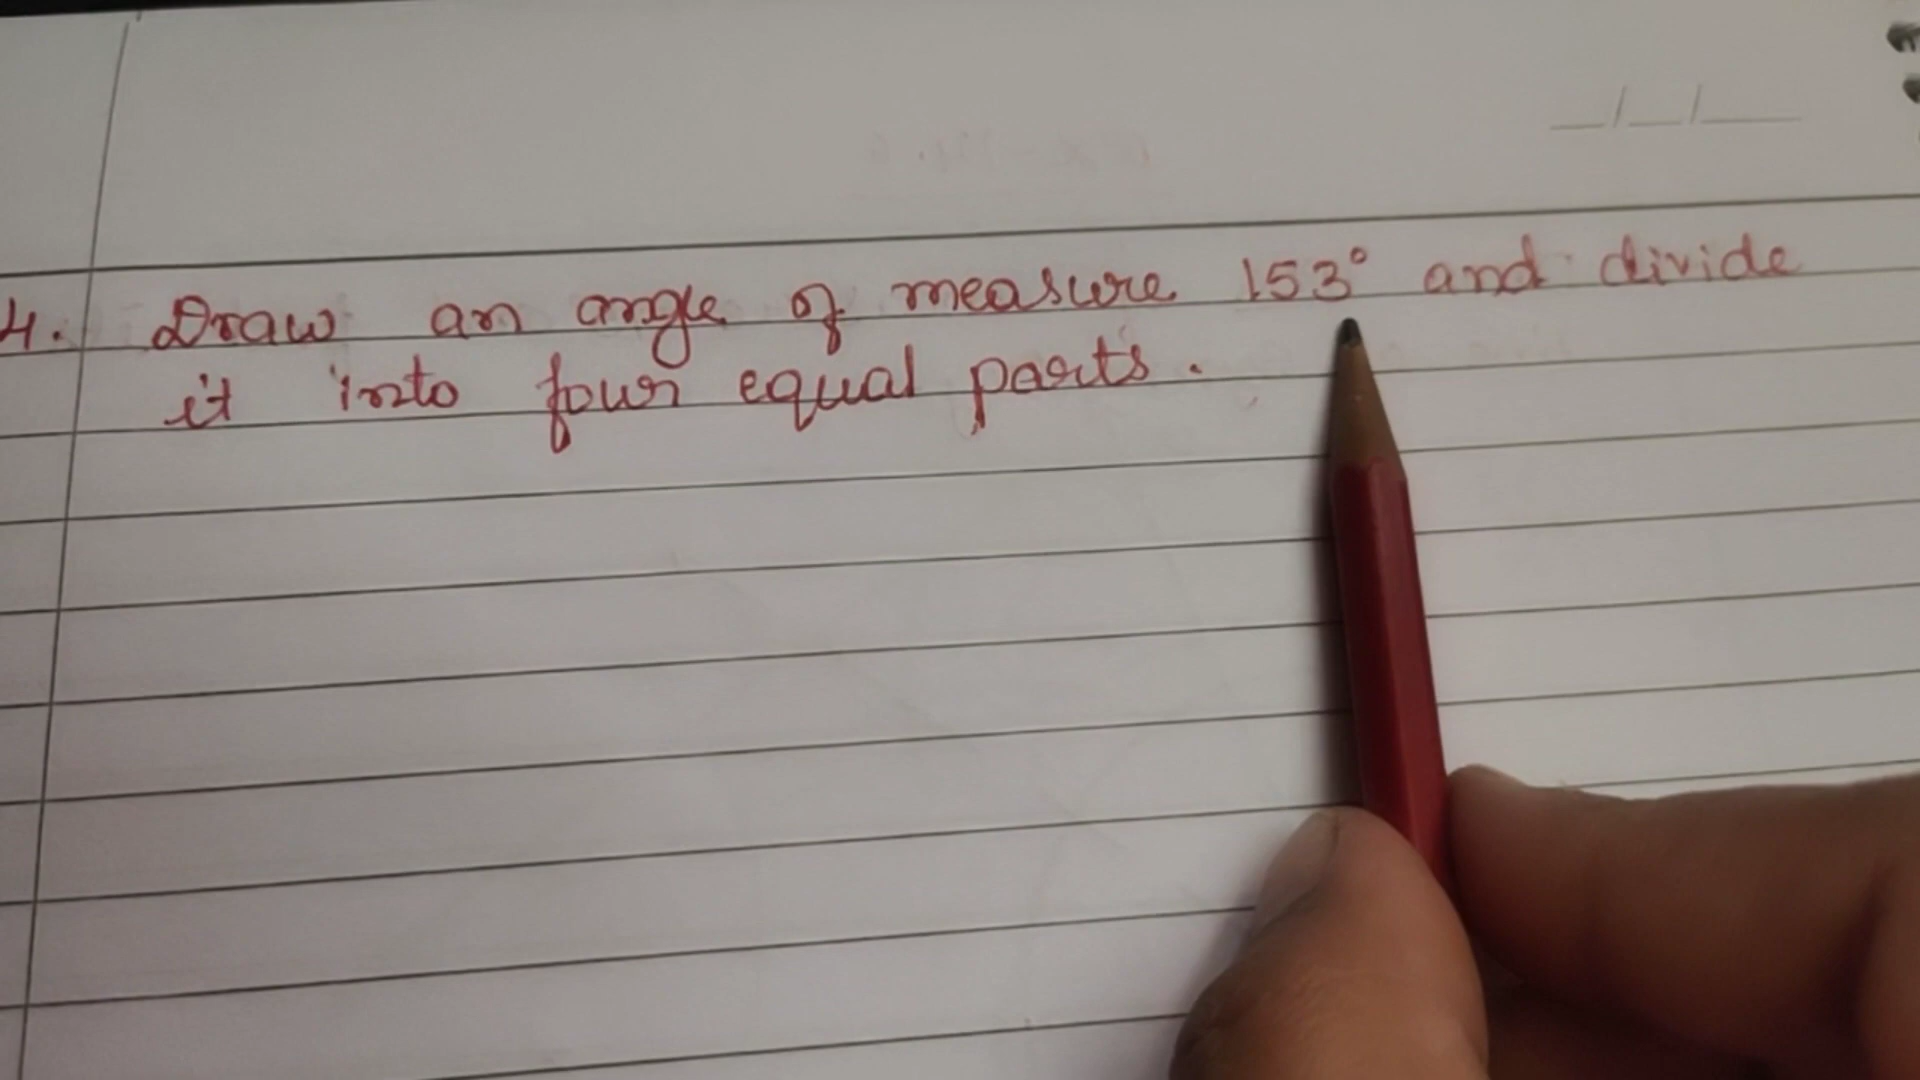 4. Draw an angle of measure 153° and divide
it into four equal parts.